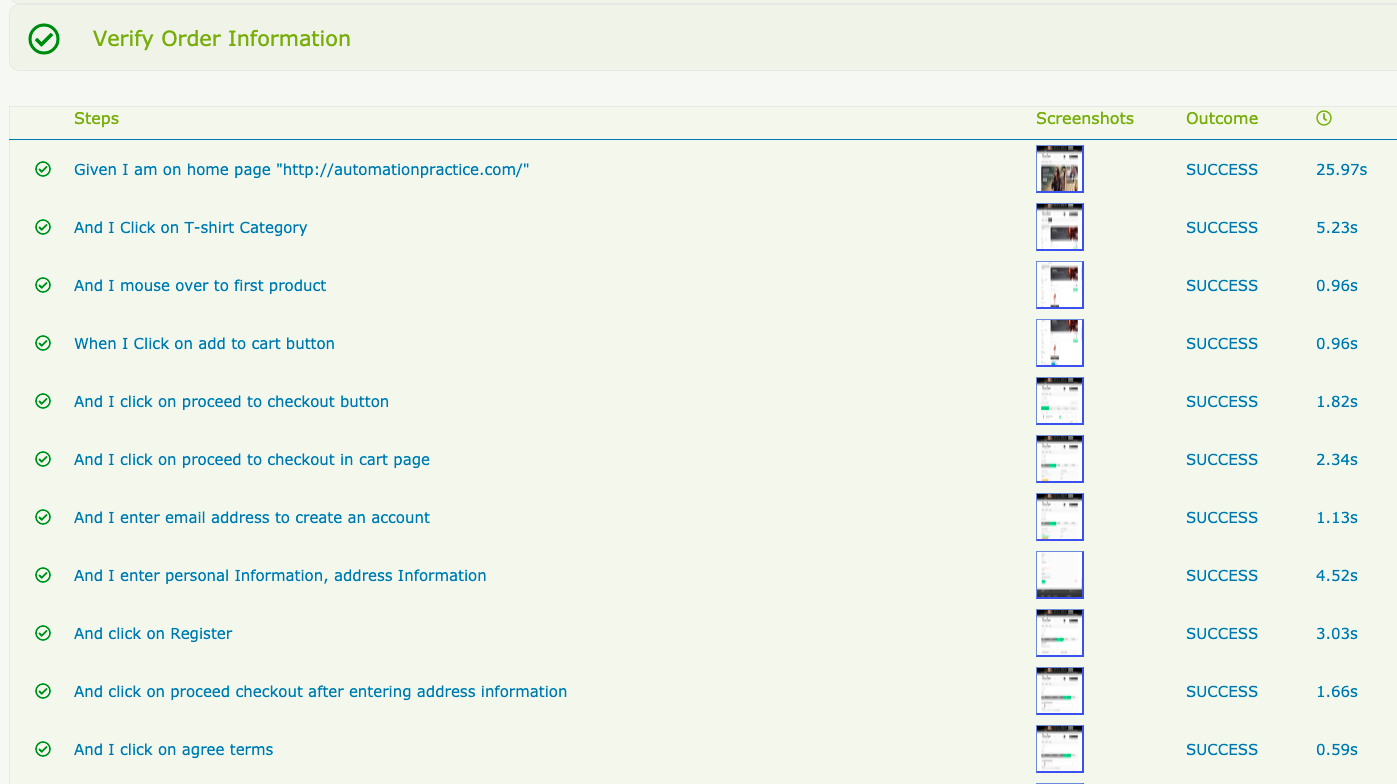 Verify Order Information
Steps Screenshots Outcome
Given I am on home page "http://automationpractice.com/" SUCCESS 25.97s
And I Click on T-shirt Category SUCCESS 5.23s
And I mouse over to first product SUCCESS 0.96s
When I Click on add to cart button SUCCESS 0.96s
And I click on proceed to checkout button SUCCESS 1.82s
And I click on proceed to checkout in cart page SUCCESS 2.34s
And I enter email address to create an account SUCCESS 1.13s
And I enter personal Information, address Information SUCCESS 4.52s
And click on Register SUCCESS 3.03s
And click on proceed checkout after entering address information SUCCESS 1.66s
And I click on agree terms SUCCESS 0.59s